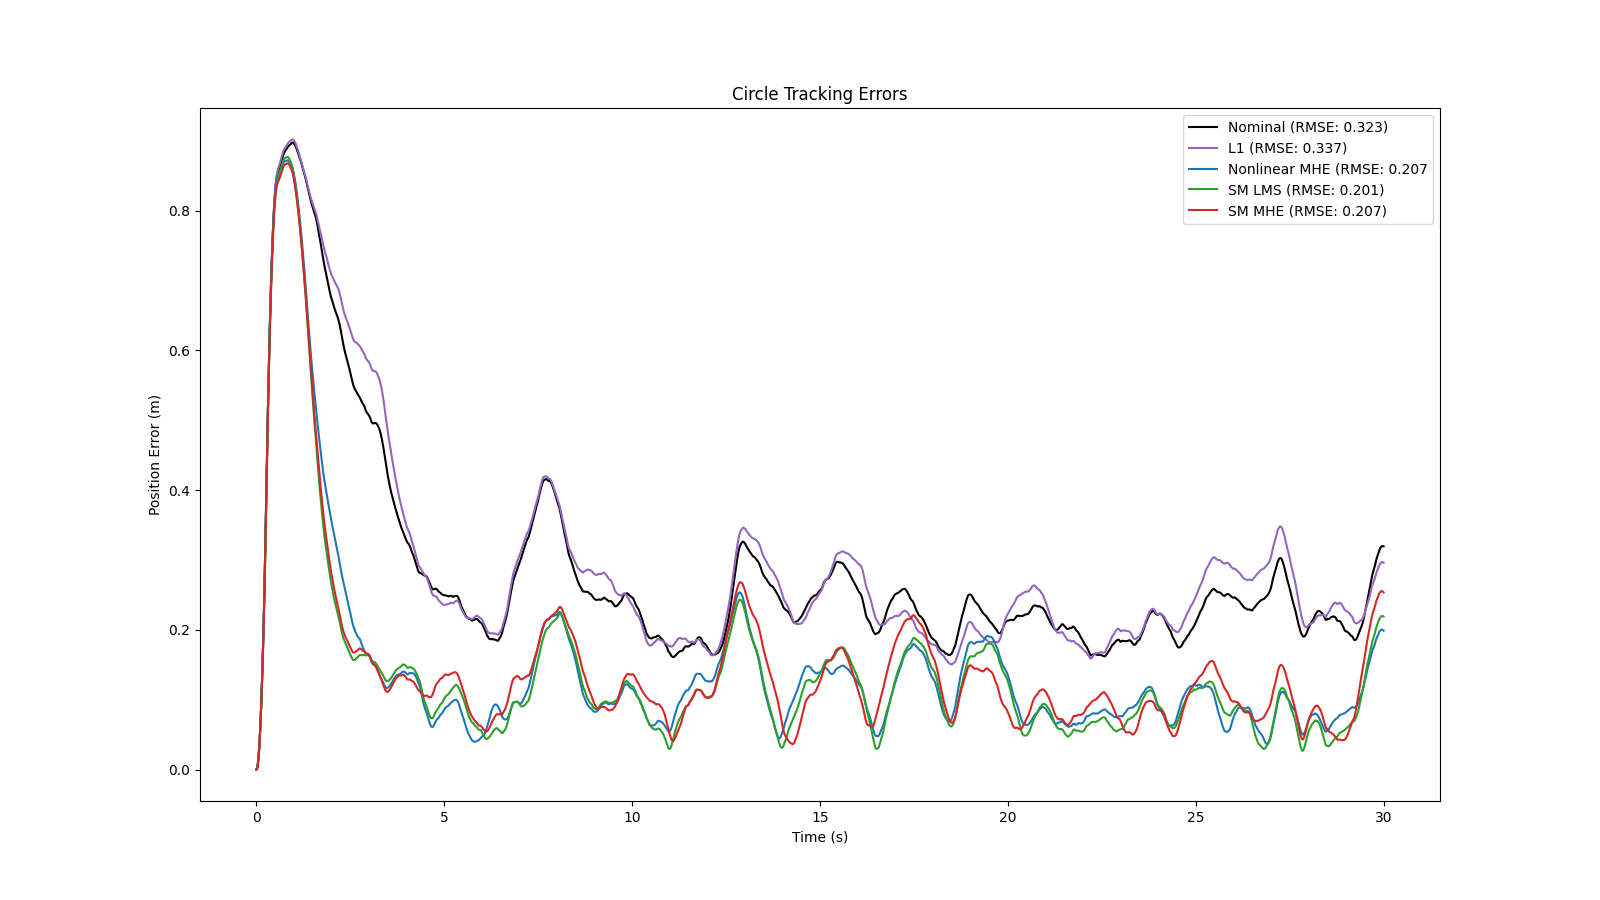 Circle Tracking Errors
Nominal (RMSE: 0.323)
L1 (RMSE: 0.337)
Nonlinear MHE (RMSE: 0.207
SM LMS (RMSE: 0.201)
SM MHE (RMSE: 0.207)
Position Error (m)
0.8
0.6
0.4
0.2
0.0
0 5 10 15 20 25 30
Time (s)